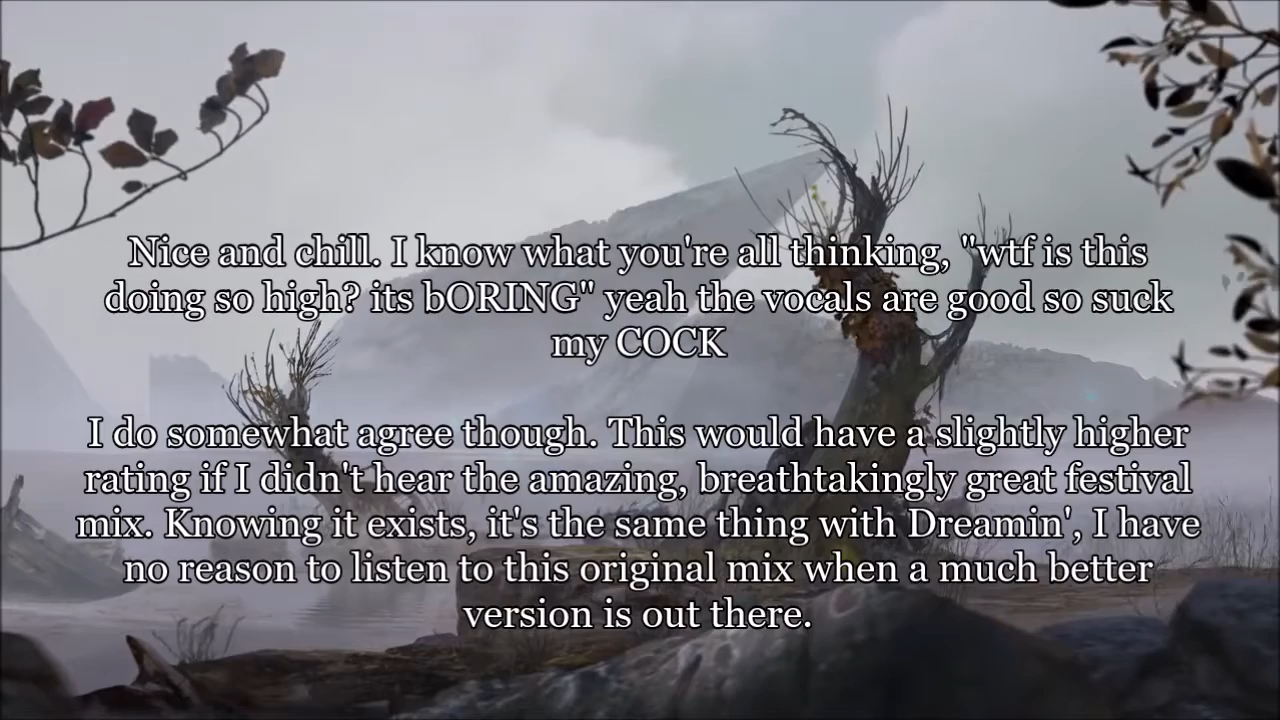 Nice and chill. I know what you're all thinking, "wtf is this
doing so high? its bORING" yeah the vocals are good so suck
my COCK
I do somewhat agree though. This would have a slightly higher
rating if I didn't hear the amazing, breathtakingly great festival
mix. Knowing it exists, it's the same thing with Dreamin', I have
no reason to listen to this original mix when a much better
version is out there.